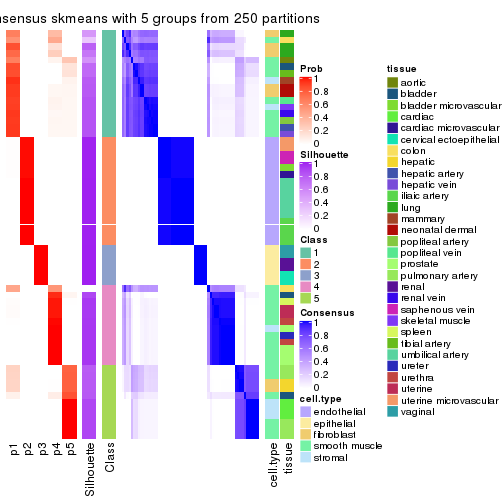 nsensus skmeans with 5 groups from 250 partitions
Prob
1
0.8
0.6
0.4
0.2
0
Silhouette
1
0.8
0.6
0.4
0.2
0
Class
1
2
3
4
5
Consensus
1
0.8
0.6
0.4
0.2
0
cell.type
endothelial
epithelial
fibroblast
smooth muscle
stromal
tissue
aortic
bladder
bladder microvascular
cardiac
cardiac microvascular
cervical ectoepithelial
colon
hepatic
hepatic artery
hepatic vein
iliaic artery
lung
mammary
neonatal dermal
popliteal artery
popliteal vein
prostate
pulmonary artery
renal
renal vein
saphenous vein
skeletal muscle
spleen
tibial artery
umbilical artery
ureter
urethra
uterine
uterine microvascular
vaginal
p1
p2
p3
p4
p5
Silhouette
Class
cell.type
tissue